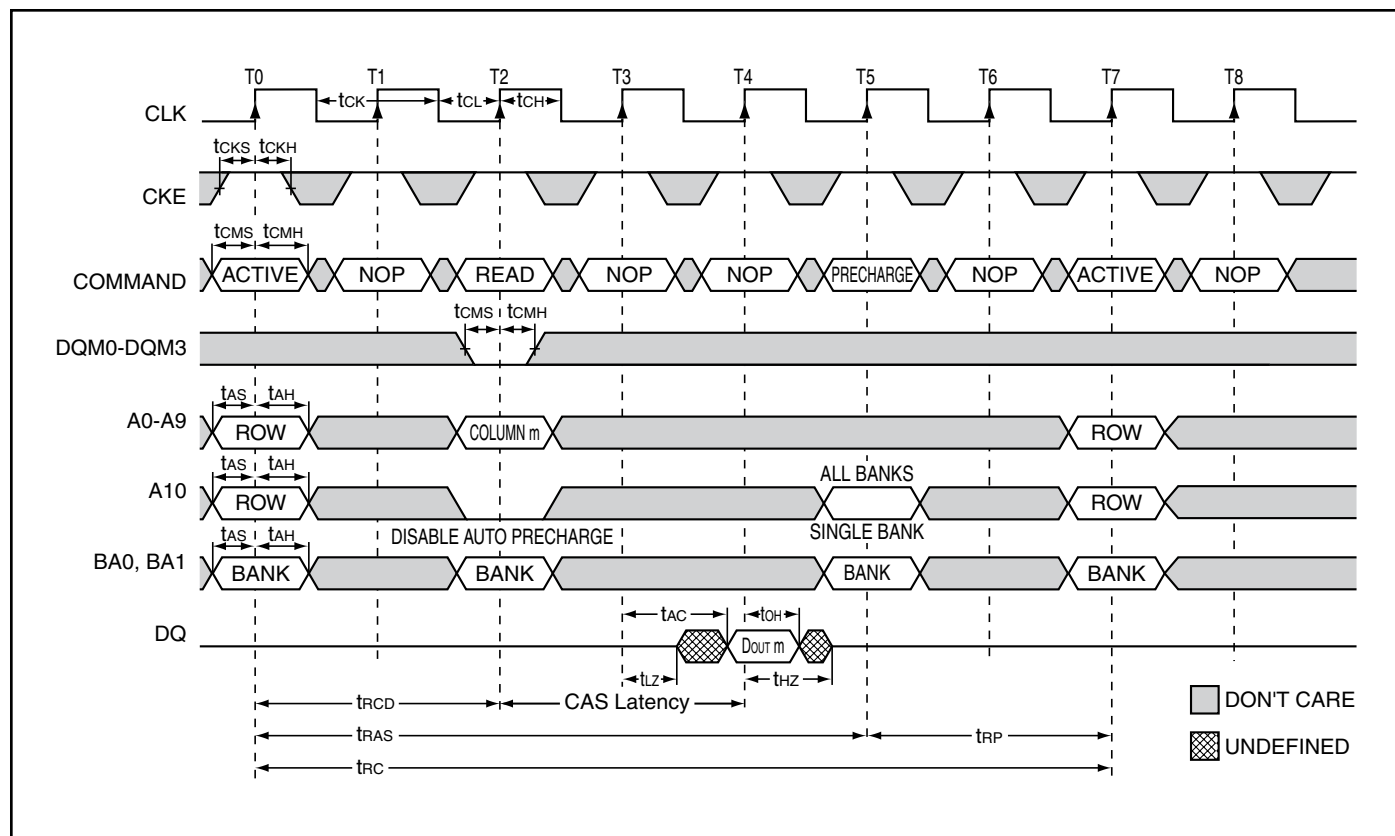 T0 T1 T2 T3 T4 T5 T6 T7 T8
CLK tCK tCL tCH
tCKS tCKH
CKE
tCMS tCMH
COMMAND ACTIVE NOP READ NOP NOP PRECHARGE NOP ACTIVE NOP
tCMS tCMH
DQM0-DQM3
tAS tAH
A0-A9 ROW COLUMN m ROW
tAS tAH ALL BANKS
A10 ROW ROW
tAS tAH DISABLE AUTO PRECHARGE SINGLE BANK
BA0, BA1 BANK BANK BANK BANK
tAC tOH
DQ DOUT m
tLZ tHZ
tRCD CAS Latency DON'T CARE
tRAS tRP UNDEFINED
tRC